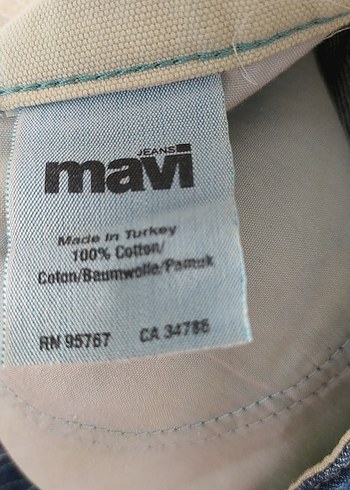 JEANS
mavi
Made in Turkey
100% Cotton/
Coton/Baumwolle/Pamuk
RN 95767 CA 34786